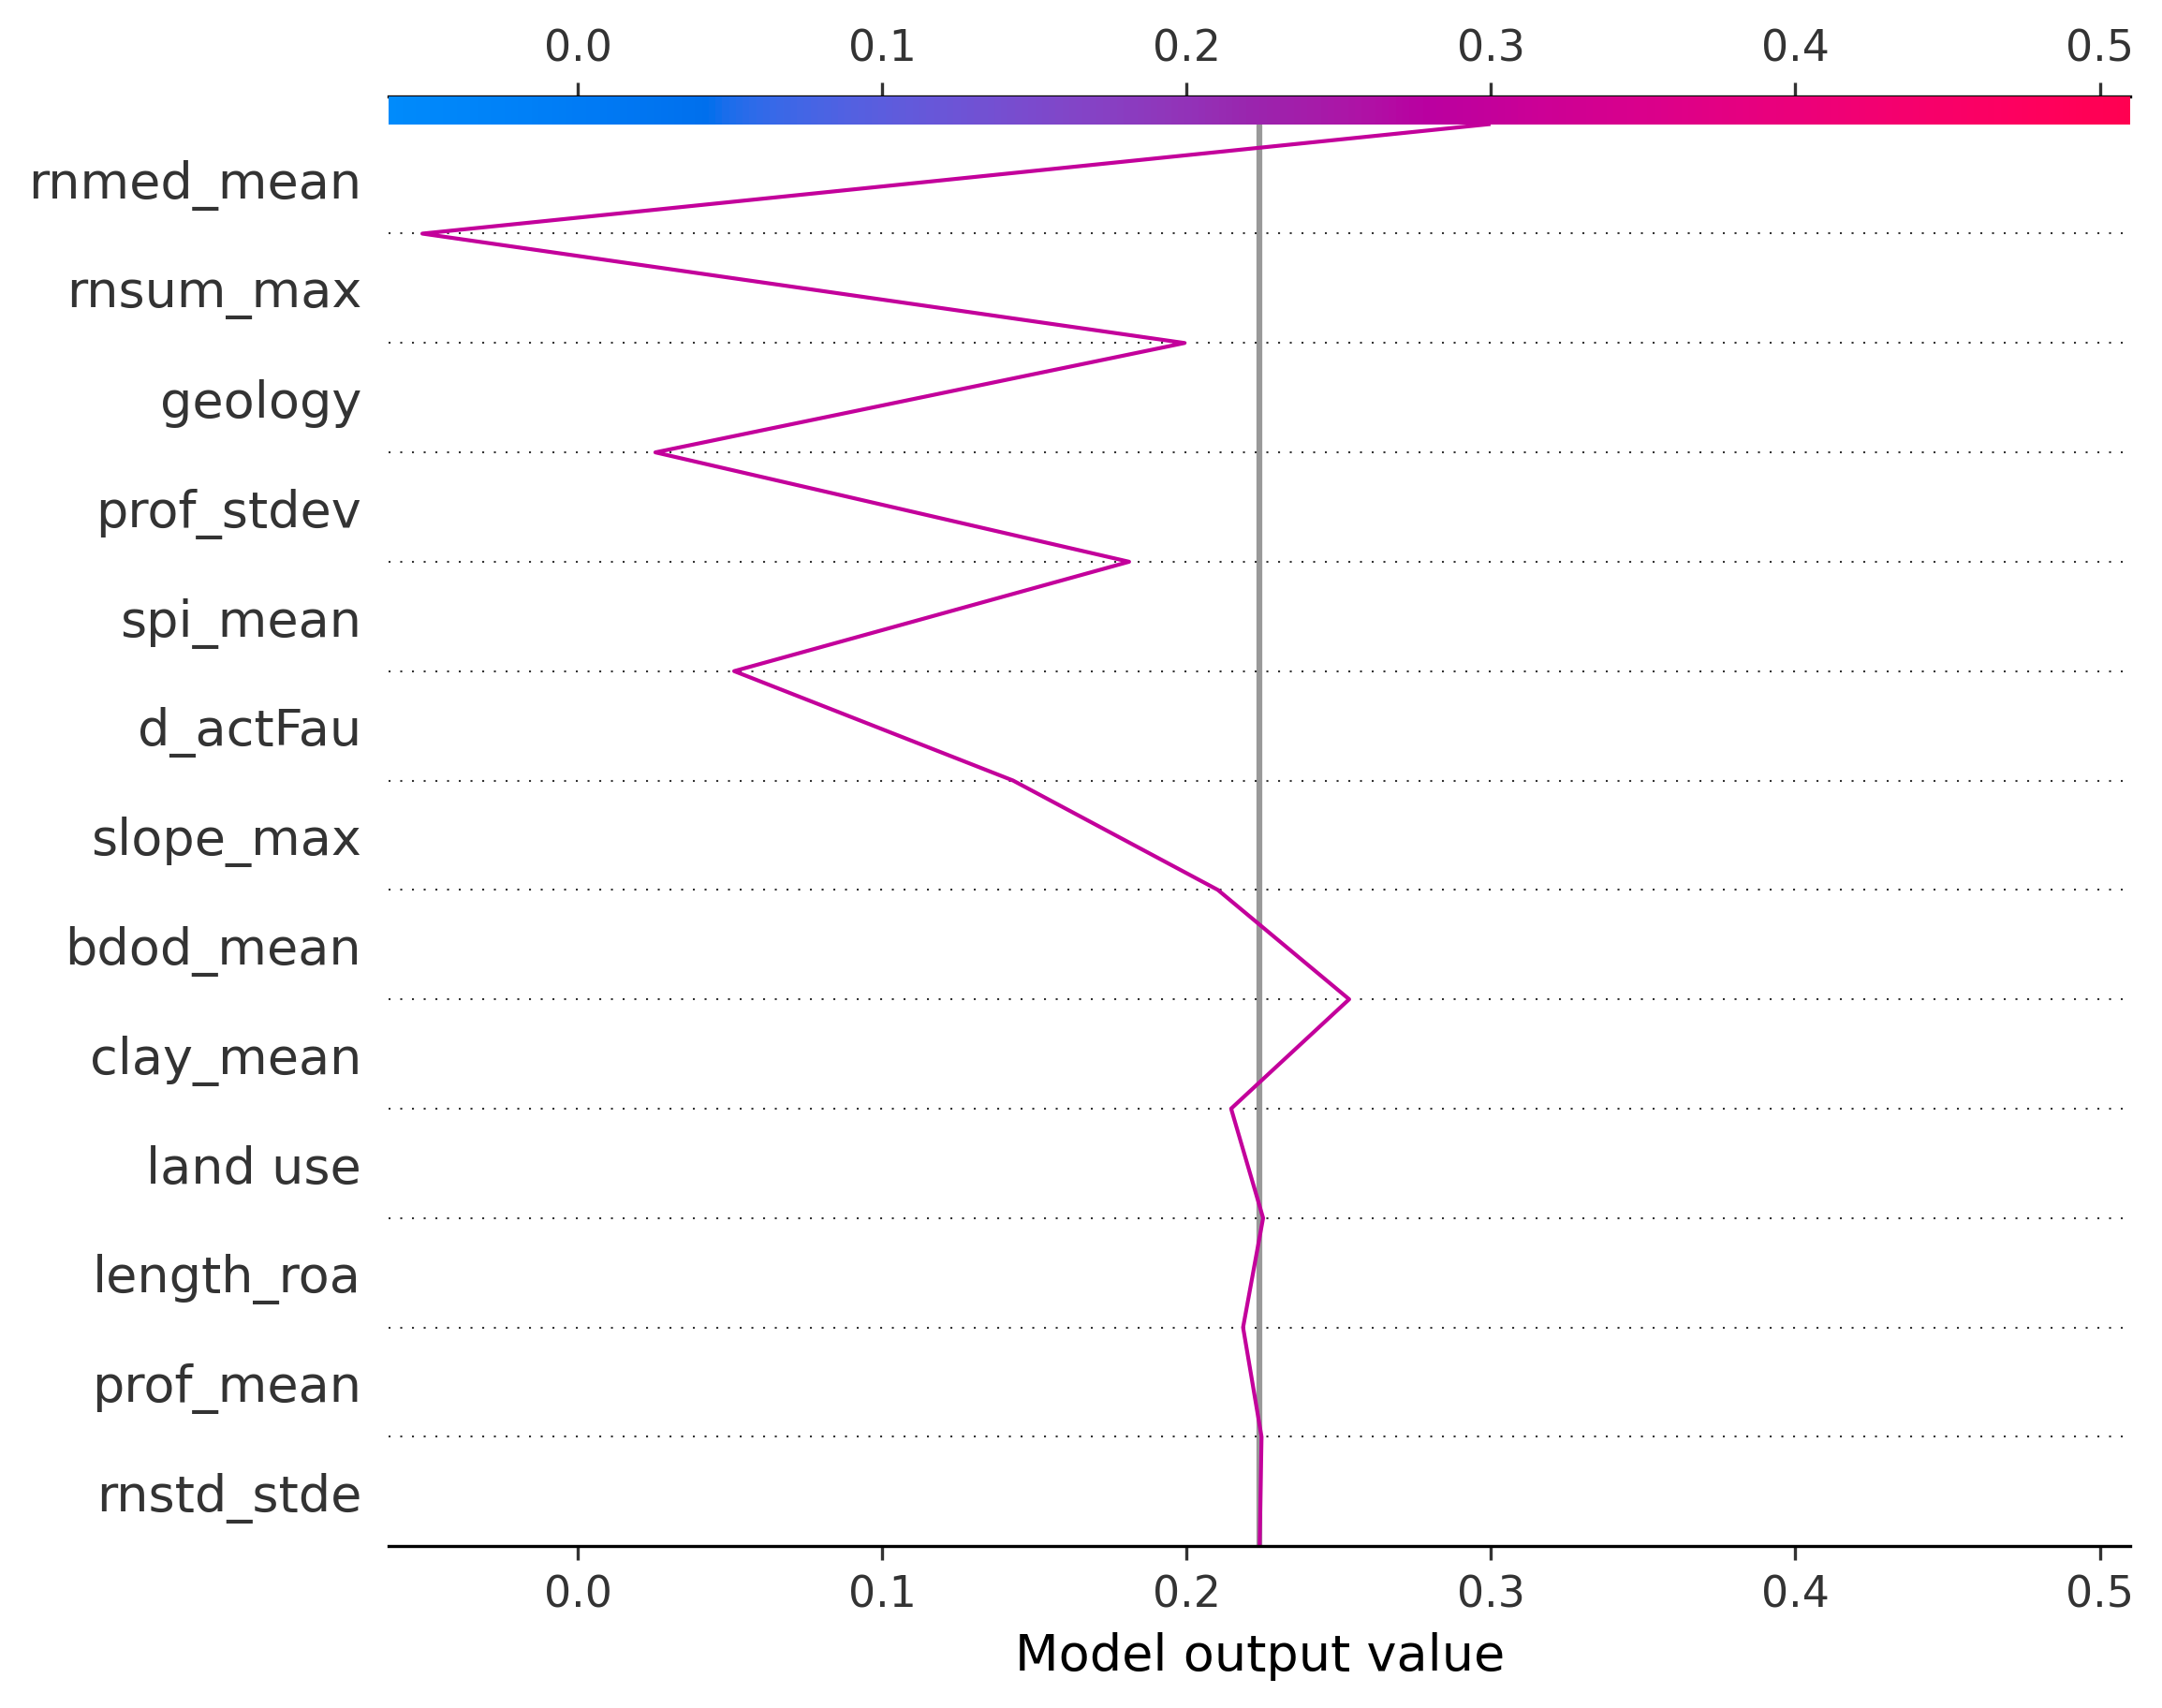 0.0 0.1 0.2 0.3 0.4 0.5
rnmed_mean
rnsum_max
geology
prof_stdev
spi_mean
d_actFau
slope_max
bdod_mean
clay_mean
land use
length_roa
prof_mean
rnstd_stde
0.0 0.1 0.2 0.3 0.4 0.5
Model output value